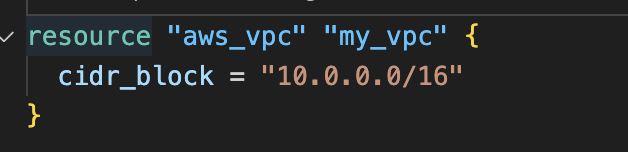 resource "aws_vpc" "my_vpc" {
  cidr_block = "10.0.0.0/16"
}